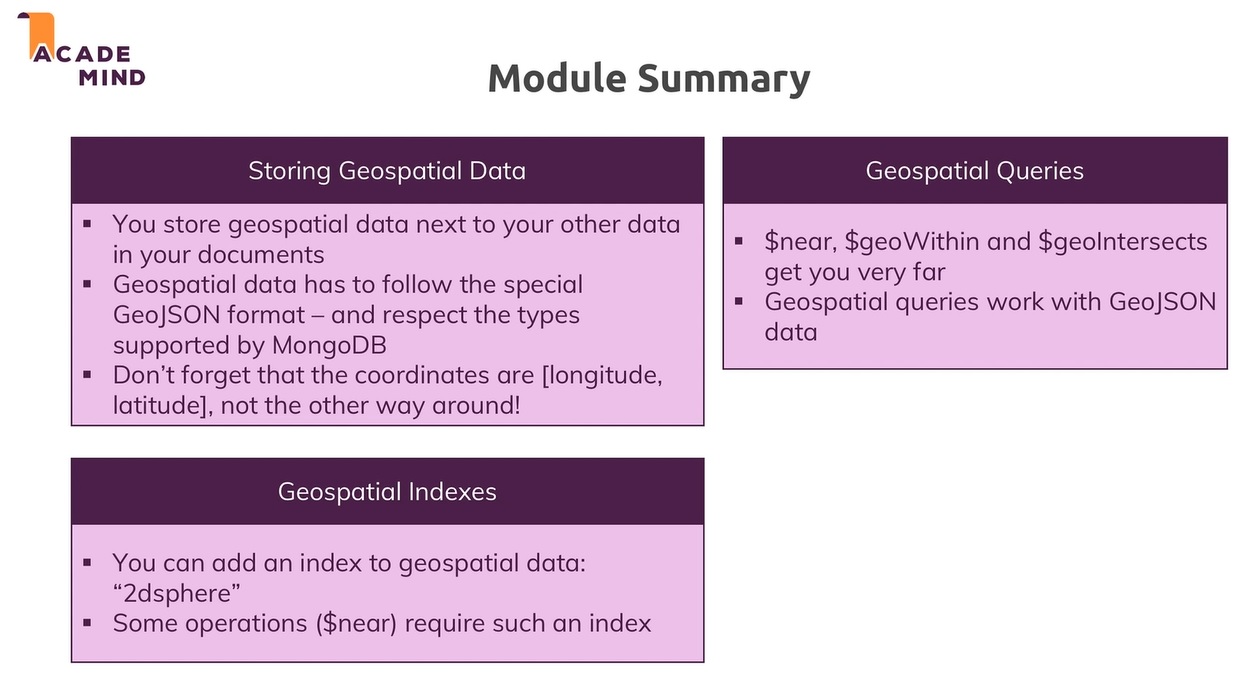 ACADE
MIND
Module Summary
Storing Geospatial Data
▪ You store geospatial data next to your other data
in your documents
▪ Geospatial data has to follow the special
GeoJSON format – and respect the types
supported by MongoDB
▪ Don’t forget that the coordinates are [longitude,
latitude], not the other way around!
Geospatial Queries
▪ $near, $geoWithin and $geoIntersects
get you very far
▪ Geospatial queries work with GeoJSON
data
Geospatial Indexes
▪ You can add an index to geospatial data:
“2dsphere”
▪ Some operations ($near) require such an index